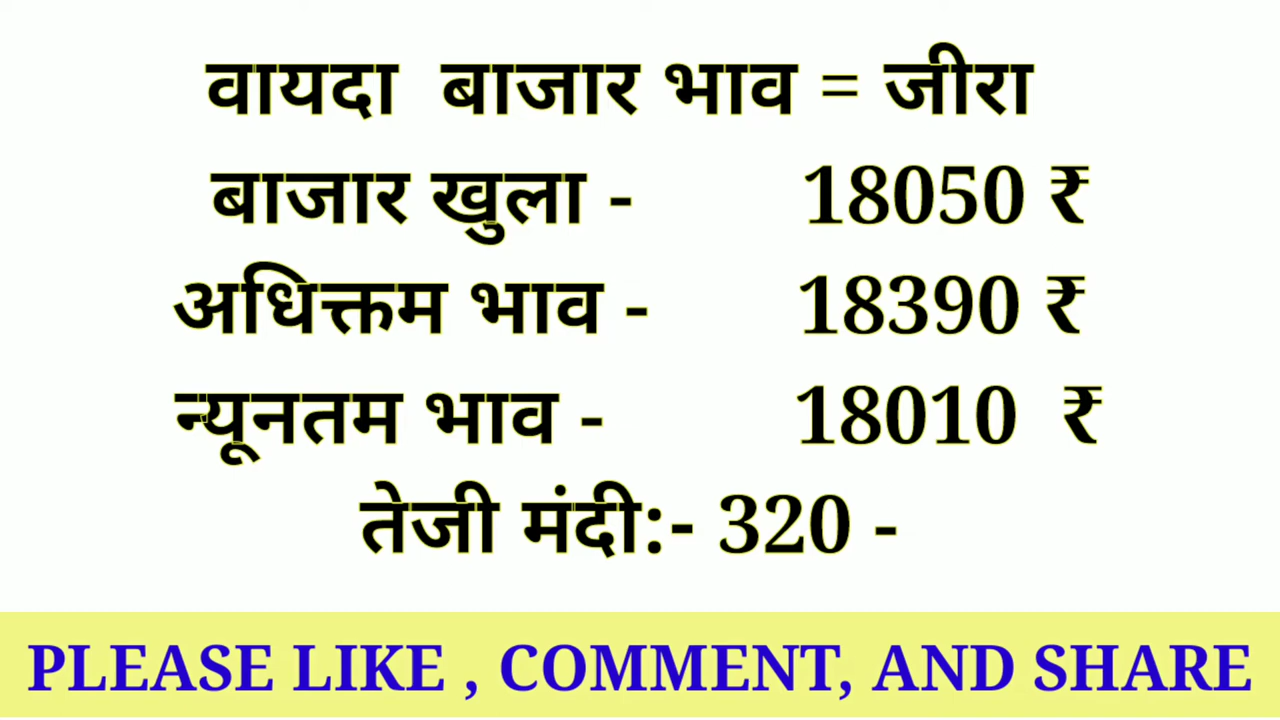 वायदा बाजार भाव = जीरा
बाजार खुला - 18050 ₹
अधिक्तम भाव - 18390 ₹
न्यूनतम भाव - 18010 ₹
तेजी मंदी:- 320 -
PLEASE LIKE , COMMENT, AND SHARE